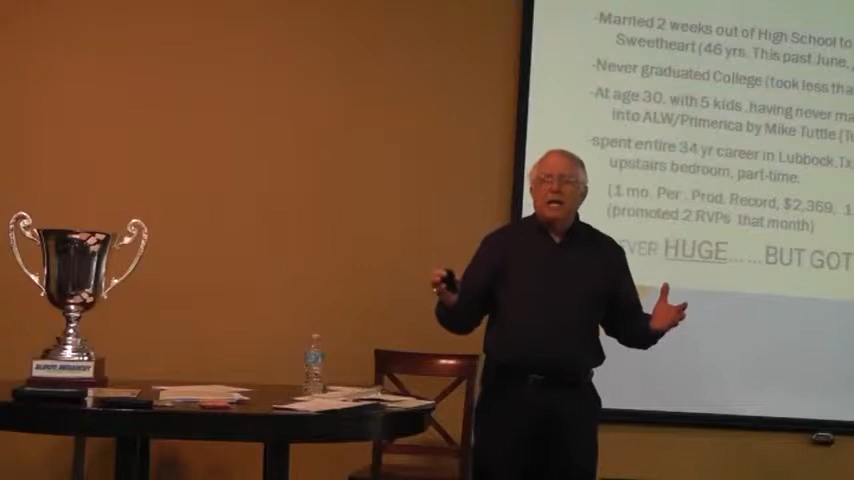 -Married 2 weeks out of High School to
Sweetheart (46 yrs. This past June,
-Never graduated College (took less tha
-At age 30, with 5 kids, having never ma
into ALW/Primerica by Mike Tuttle (T
-spent entire 34 yr career in Lubbock, Tx
upstairs bedroom, part-time.
(1 mo. Per. Prod. Record, $2,369, 1
(promoted 2 RVPs that month)
EVER HUGE……BUT GOT